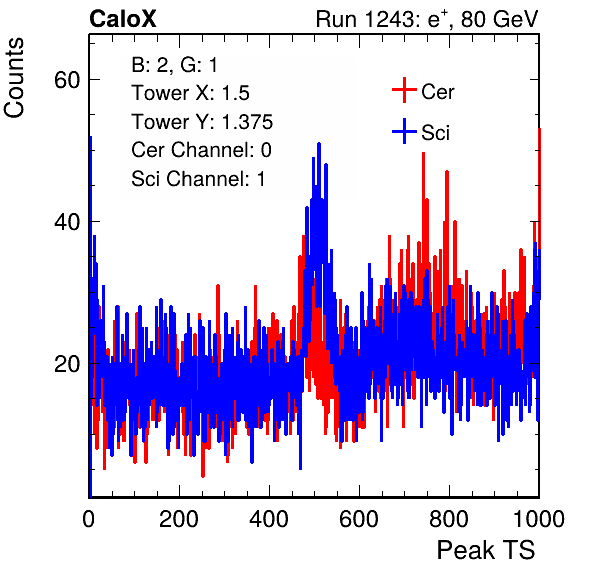 CaloX
Run 1243: e+, 80 GeV
Counts
B: 2, G: 1
Tower X: 1.5
Tower Y: 1.375
Cer Channel: 0
Sci Channel: 1
Cer
Sci
60
40
20
0 200 400 600 800 1000
Peak TS